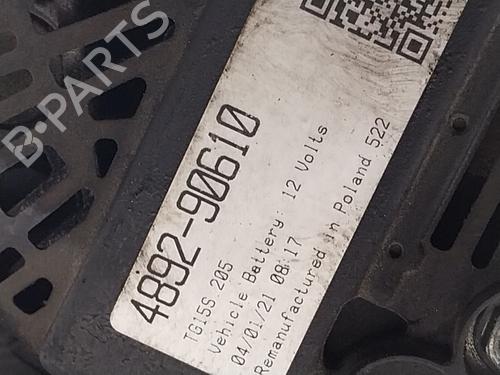 B-PARTS
4892-90610
TG15S 205
Vehicle Battery: 12 Volts
04/01/21 08:17
Remanufactured in Poland 522